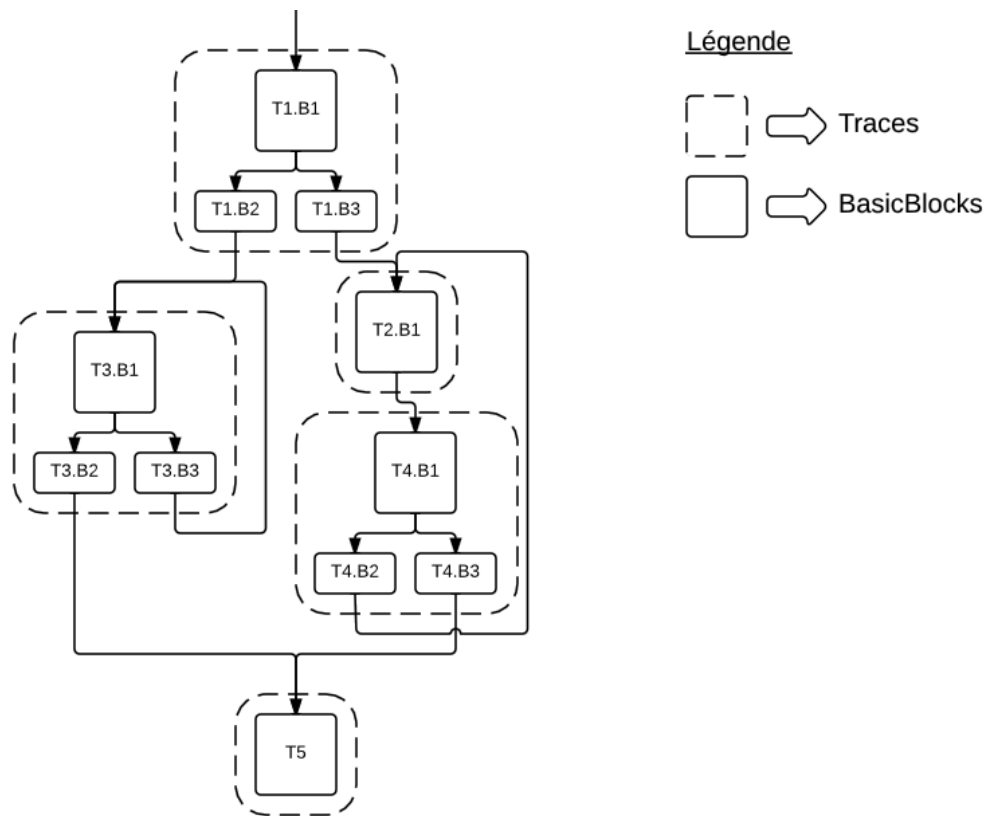 Légende
Traces
BasicBlocks
T1.B1
T1.B2
T1.B3
T2.B1
T3.B1
T3.B2
T3.B3
T4.B1
T4.B2
T4.B3
T5